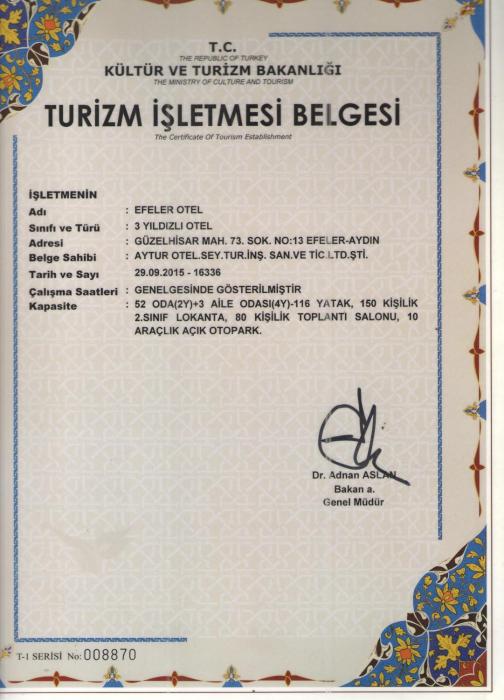 T.C.
THE REPUBLIC OF TURKEY
KÜLTÜR VE TURİZM BAKANLIĞI
THE MINISTRY OF CULTURE AND TOURISM
TURİZM İŞLETMESİ BELGESİ
The Certificate Of Tourism Establishment
İŞLETMENİN
Adı : EFELER OTEL
Sınıfı ve Türü : 3 YILDIZLI OTEL
Adresi : GÜZELHİSAR MAH. 73. SOK. NO:13 EFELER-AYDIN
Belge Sahibi : AYTUR OTEL.SEY.TUR.İNŞ. SAN.VE TİC.LTD.ŞTİ.
Tarih ve Sayı : 29.09.2015 - 16336
Çalışma Saatleri : GENELGESİNDE GÖSTERİLMİŞTİR
Kapasite : 52 ODA(2Y)+3 AİLE ODASI(4Y)-116 YATAK, 150 KİŞİLİK
2.SINIF LOKANTA, 80 KİŞİLİK TOPLANTI SALONU, 10
ARAÇLIK AÇIK OTOPARK.
Dr. Adnan ASLAN
Bakan a.
Genel Müdür
T-1 SERİSİ No: 008870